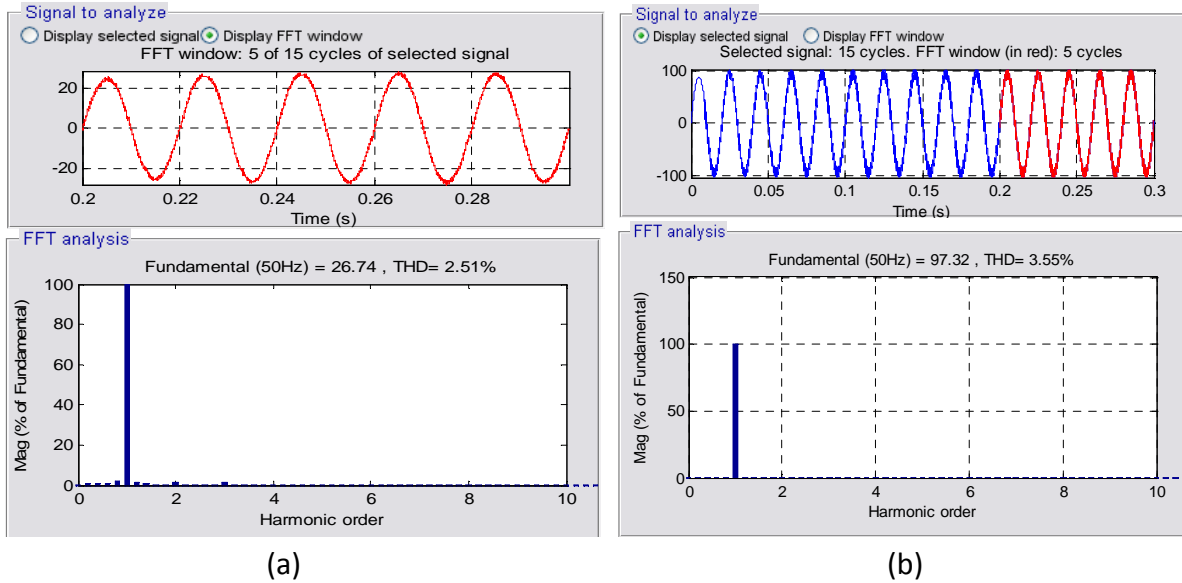 Signal to analyze
Display selected signal Display FFT window
FFT window: 5 of 15 cycles of selected signal
20
0
-20
0.2 0.22 0.24 0.26 0.28
Time (s)
FFT analysis
Fundamental (50Hz) = 26.74 , THD= 2.51%
Mag (% of Fundamental)
100
80
60
40
20
0
0 2 4 6 8 10
Harmonic order
(a)
Signal to analyze
Display selected signal Display FFT window
Selected signal: 15 cycles. FFT window (in red): 5 cycles
100
0
-100
0 0.05 0.1 0.15 0.2 0.25 0.3
Time (s)
FFT analysis
Fundamental (50Hz) = 97.32 , THD= 3.55%
Mag (% of Fundamental)
150
100
50
0
0 2 4 6 8 10
Harmonic order
(b)